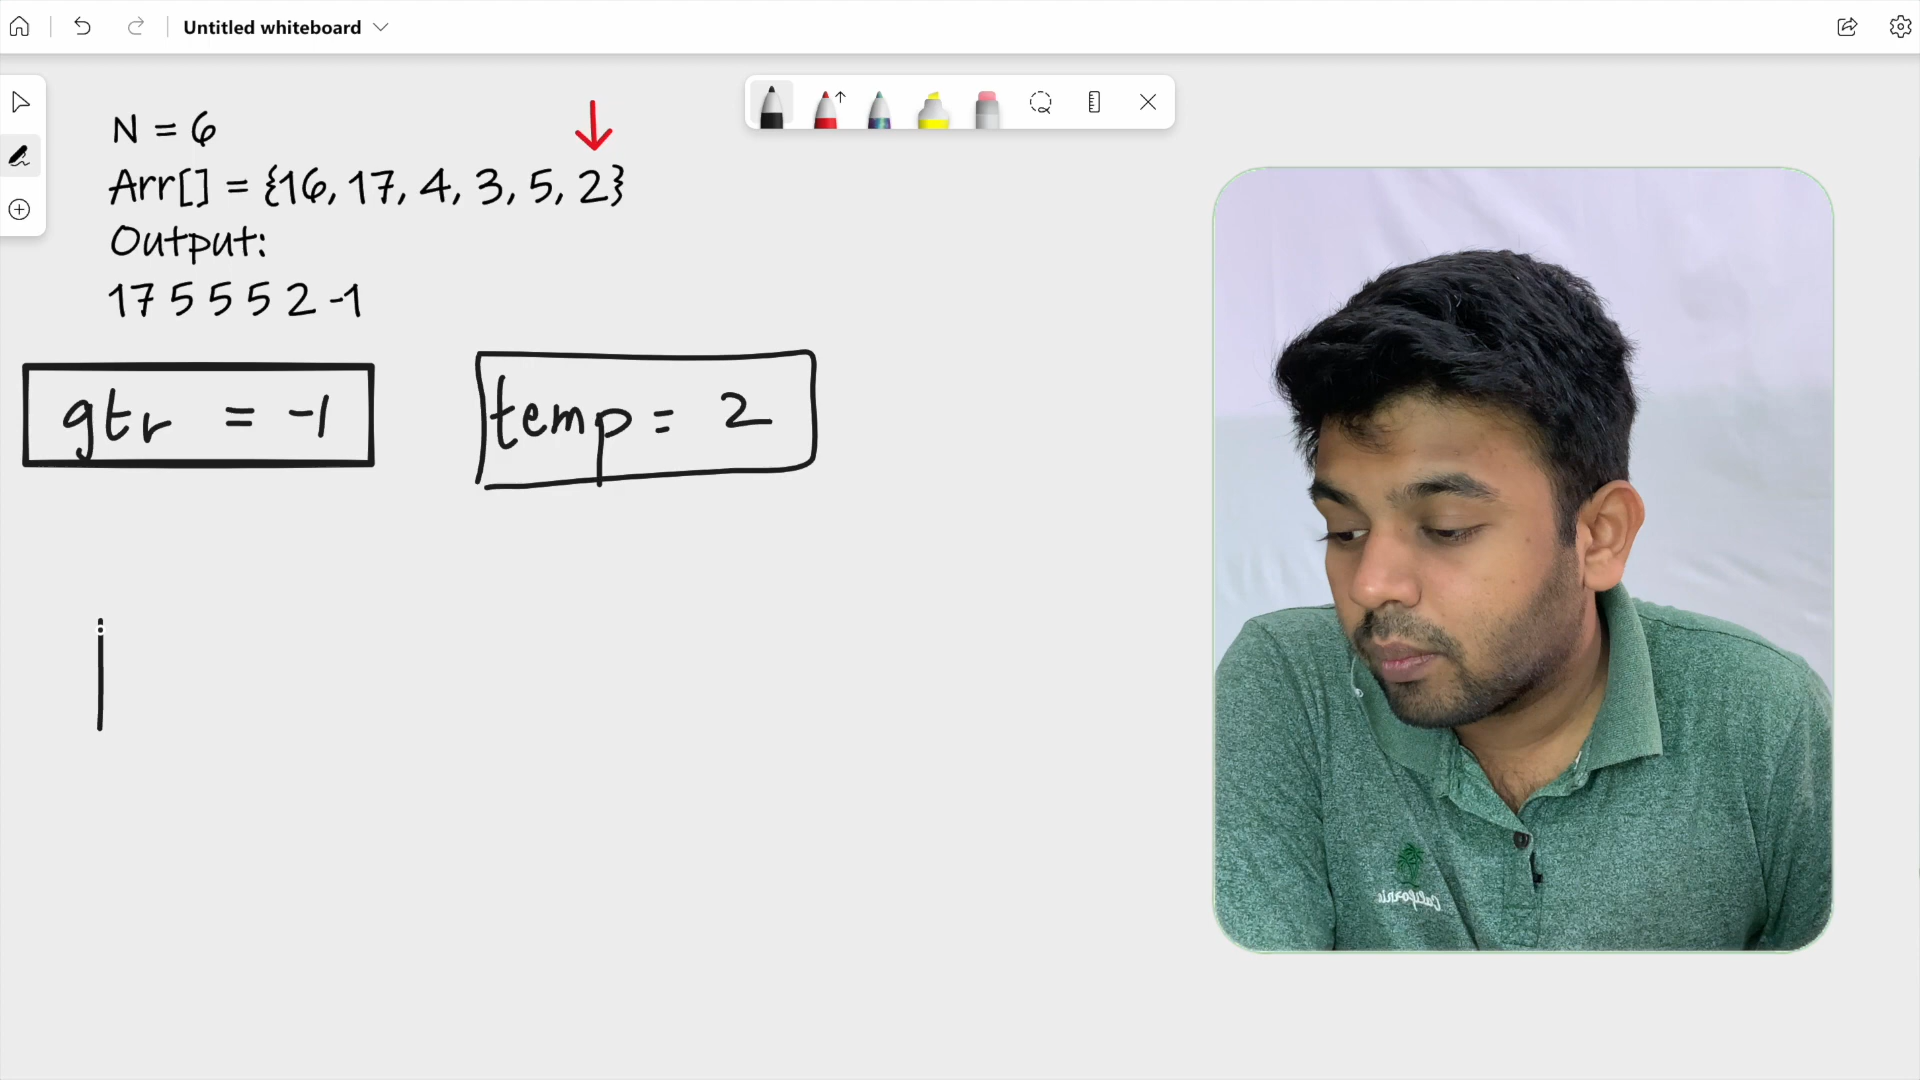 Untitled whiteboard
N = 6
Arr[] = {16, 17, 4, 3, 5, 2}
Output:
17 5 5 5 2 -1
gtr = -1
temp = 2
California